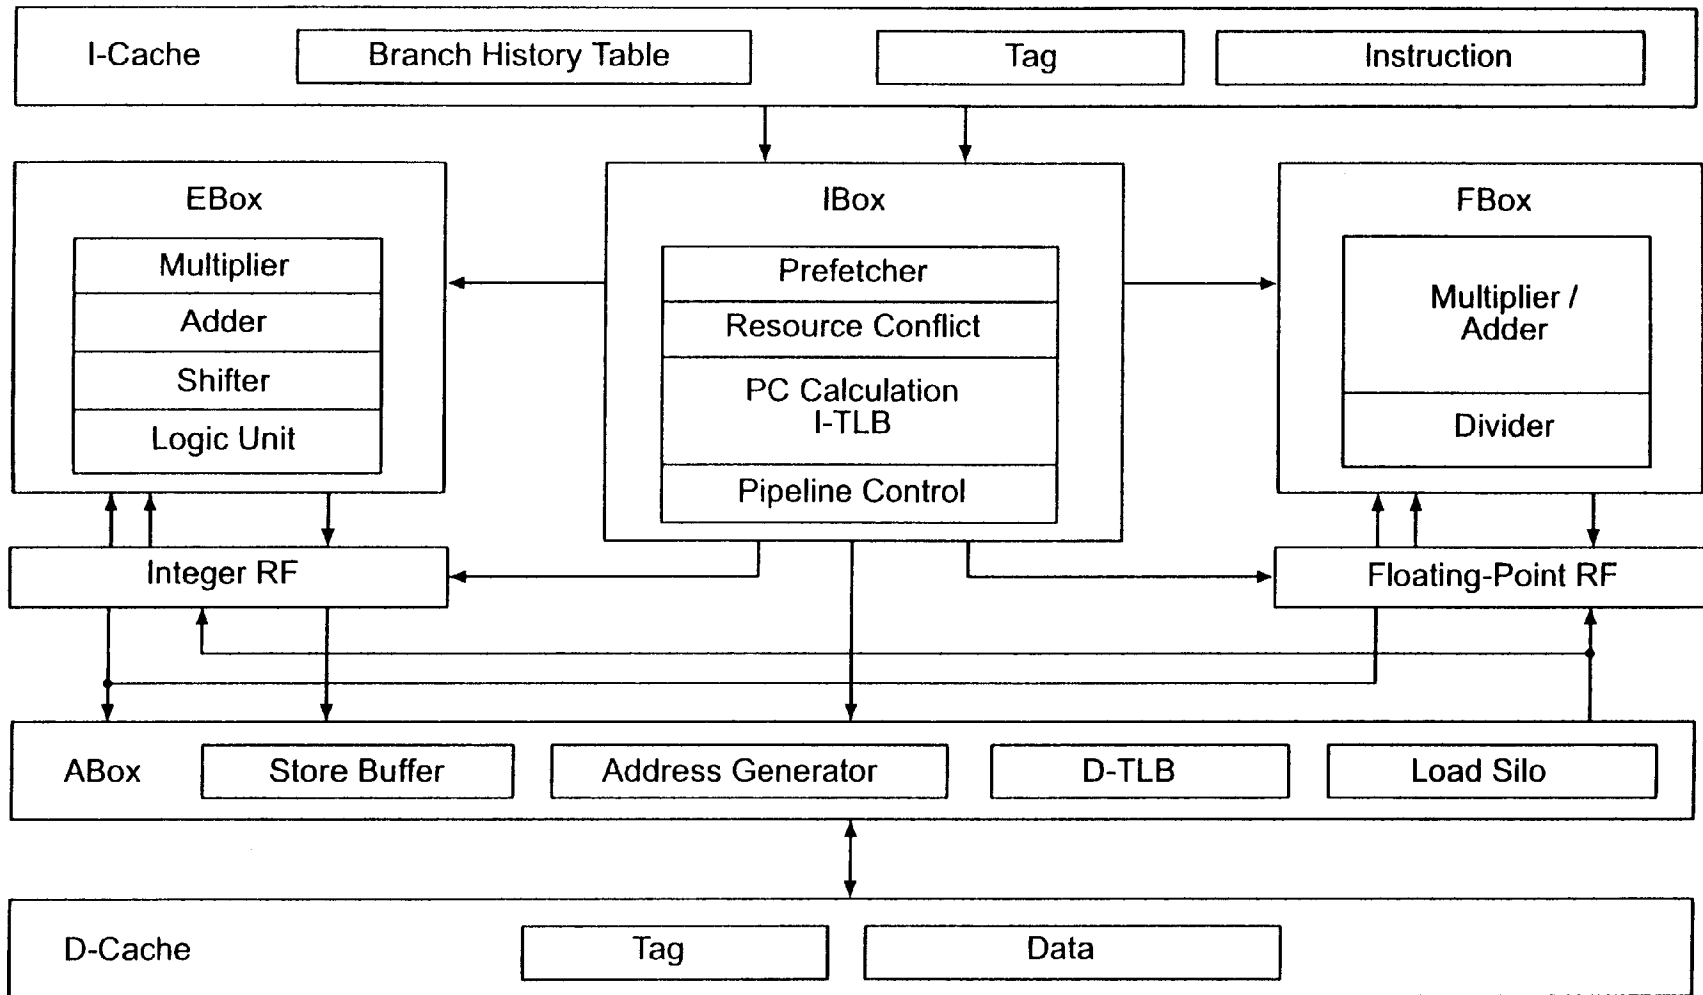 I-Cache
Branch History Table
Tag
Instruction
EBox
Multiplier
Adder
Shifter
Logic Unit
IBox
Prefetcher
Resource Conflict
PC Calculation
I-TLB
Pipeline Control
FBox
Multiplier /
Adder
Divider
Integer RF
Floating-Point RF
ABox
Store Buffer
Address Generator
D-TLB
Load Silo
D-Cache
Tag
Data